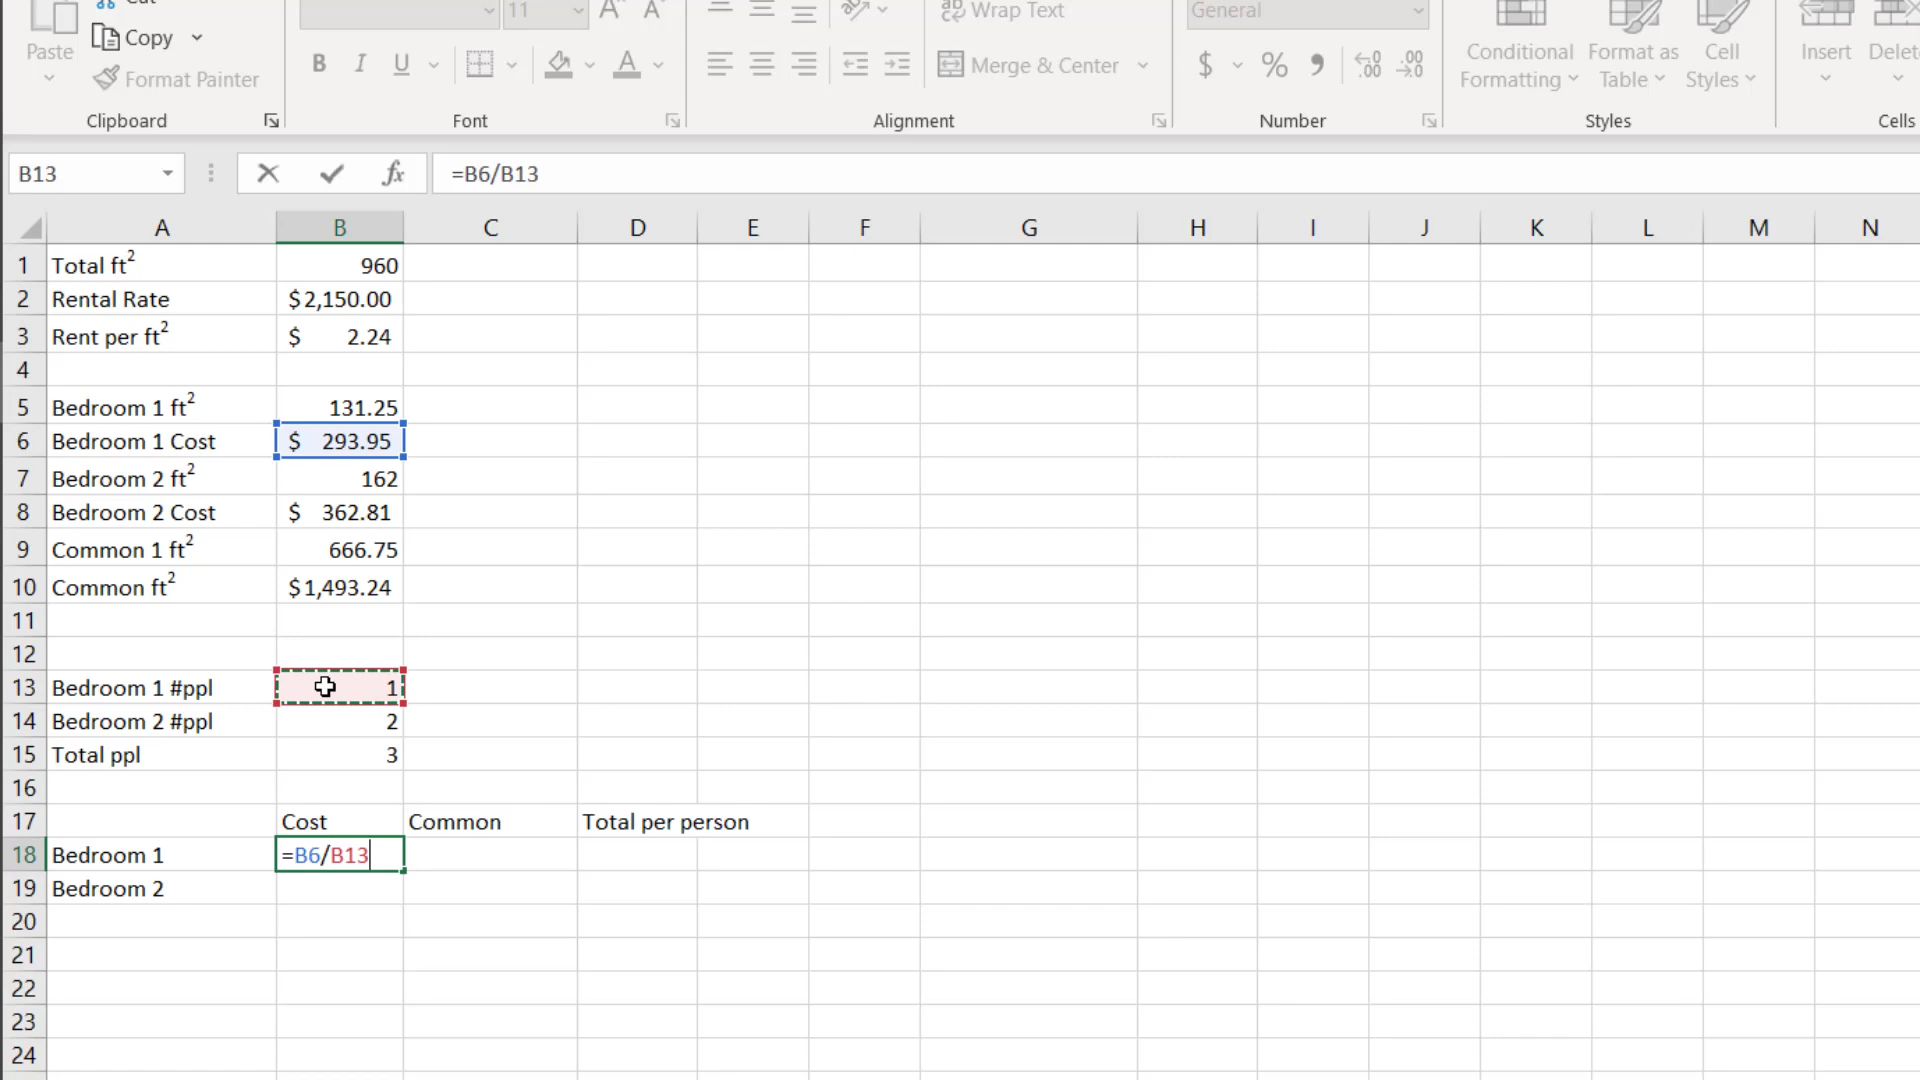 Cut
11
Wrap Text
General
Paste
Copy
Format Painter
B I U
Merge & Center
$ % 9
Conditional Formatting
Format as Table
Cell Styles
Insert
Delet
Clipboard
Font
Alignment
Number
Styles
Cells
B13
fx
=B6/B13
A B C D E F G H I J K L M N
1 Total ft² 960
2 Rental Rate $2,150.00
3 Rent per ft² $ 2.24
4
5 Bedroom 1 ft² 131.25
6 Bedroom 1 Cost $ 293.95
7 Bedroom 2 ft² 162
8 Bedroom 2 Cost $ 362.81
9 Common 1 ft² 666.75
10 Common ft² $1,493.24
11
12
13 Bedroom 1 #ppl 1
14 Bedroom 2 #ppl 2
15 Total ppl 3
16
17 Cost Common Total per person
18 Bedroom 1 =B6/B13
19 Bedroom 2
20
21
22
23
24